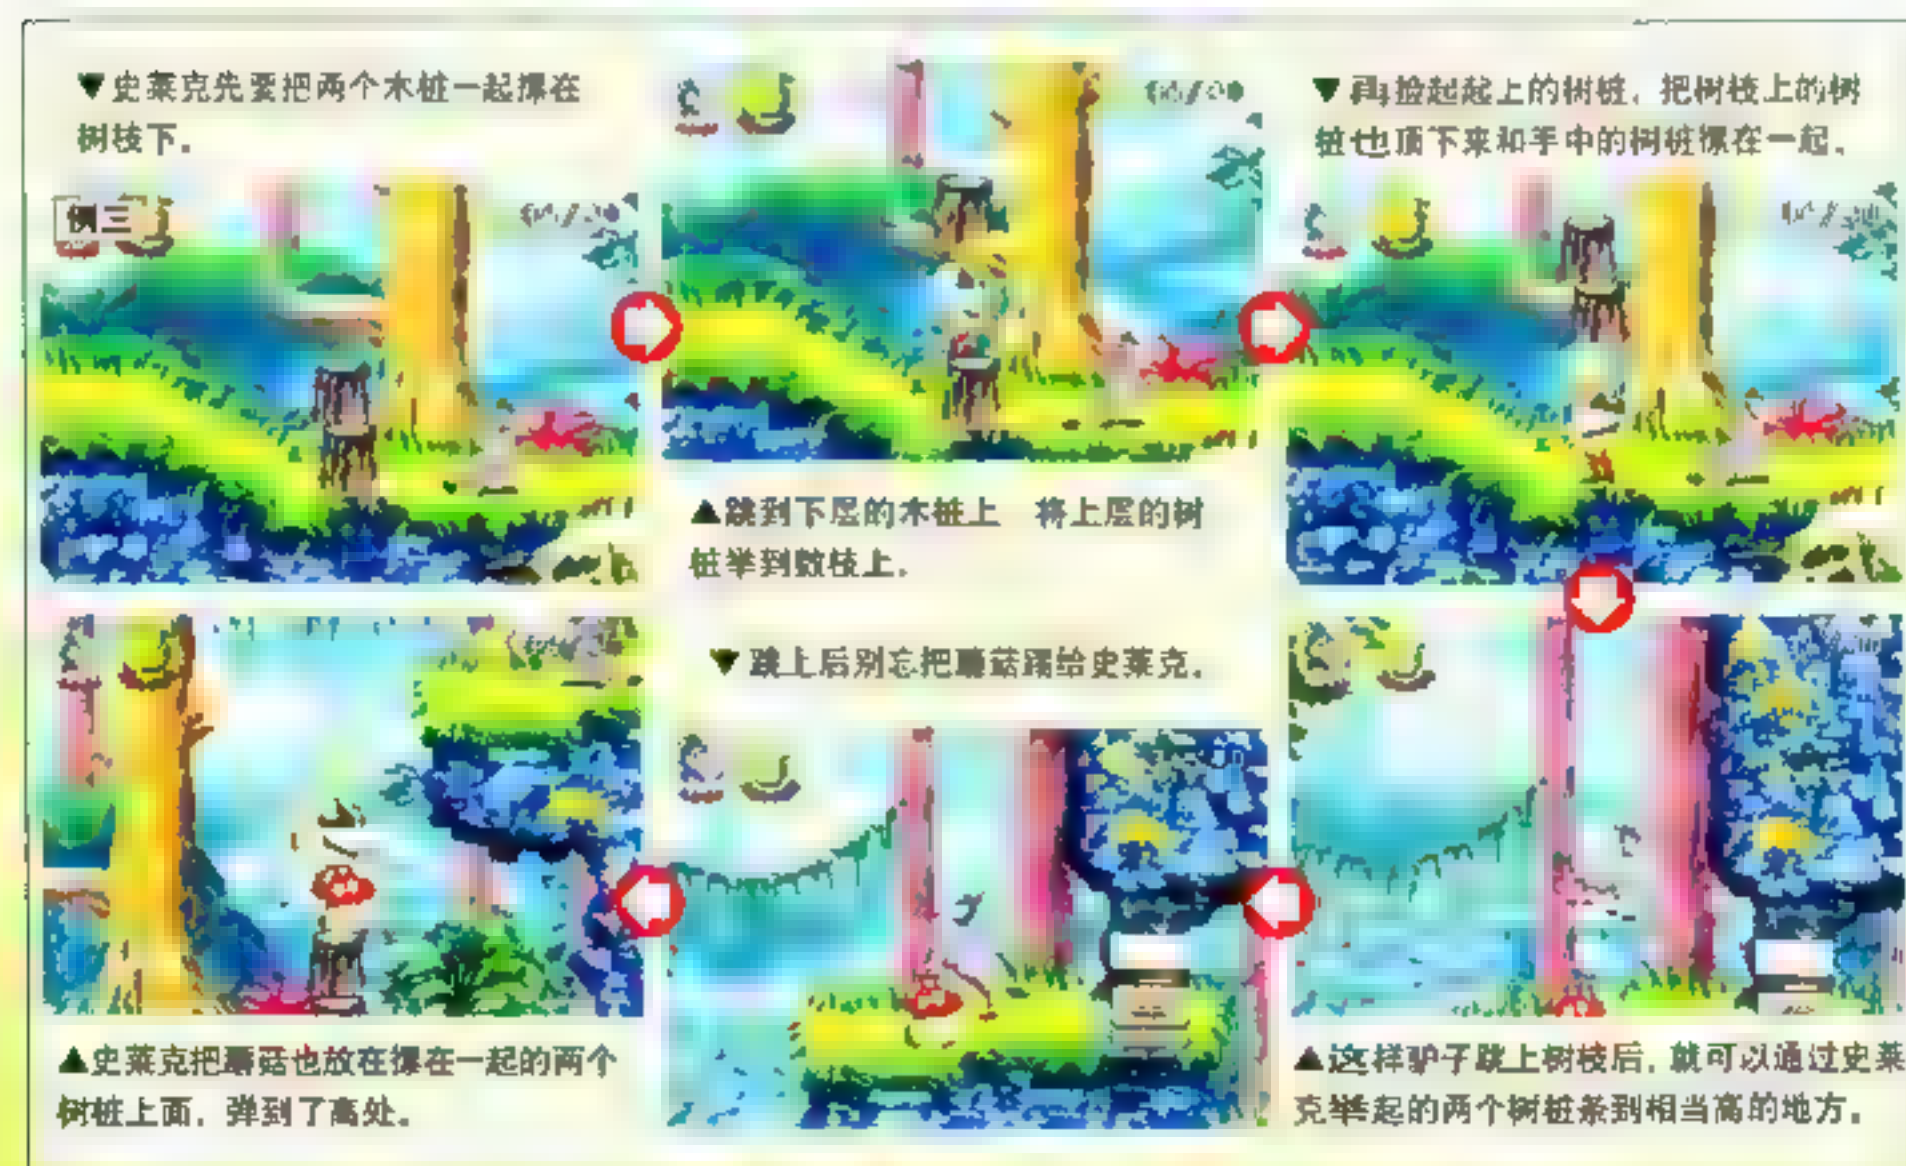 ▼史莱克先要把两个木桩一起摞在
树枝下。
▼再捡起起上的树桩，把树枝上的树
桩也顶下来和手中的树桩摞在一起。
例三
▲跳到下层的木桩上 将上层的树
桩举到数枝上。
▼跳上后别忘把蘑菇踢给史莱克。
▲史莱克把蘑菇也放在摞在一起的两个
树桩上面，弹到了高处。
▲这样驴子跳上树枝后，就可以通过史莱
克举起的两个树桩来到相当高的地方。